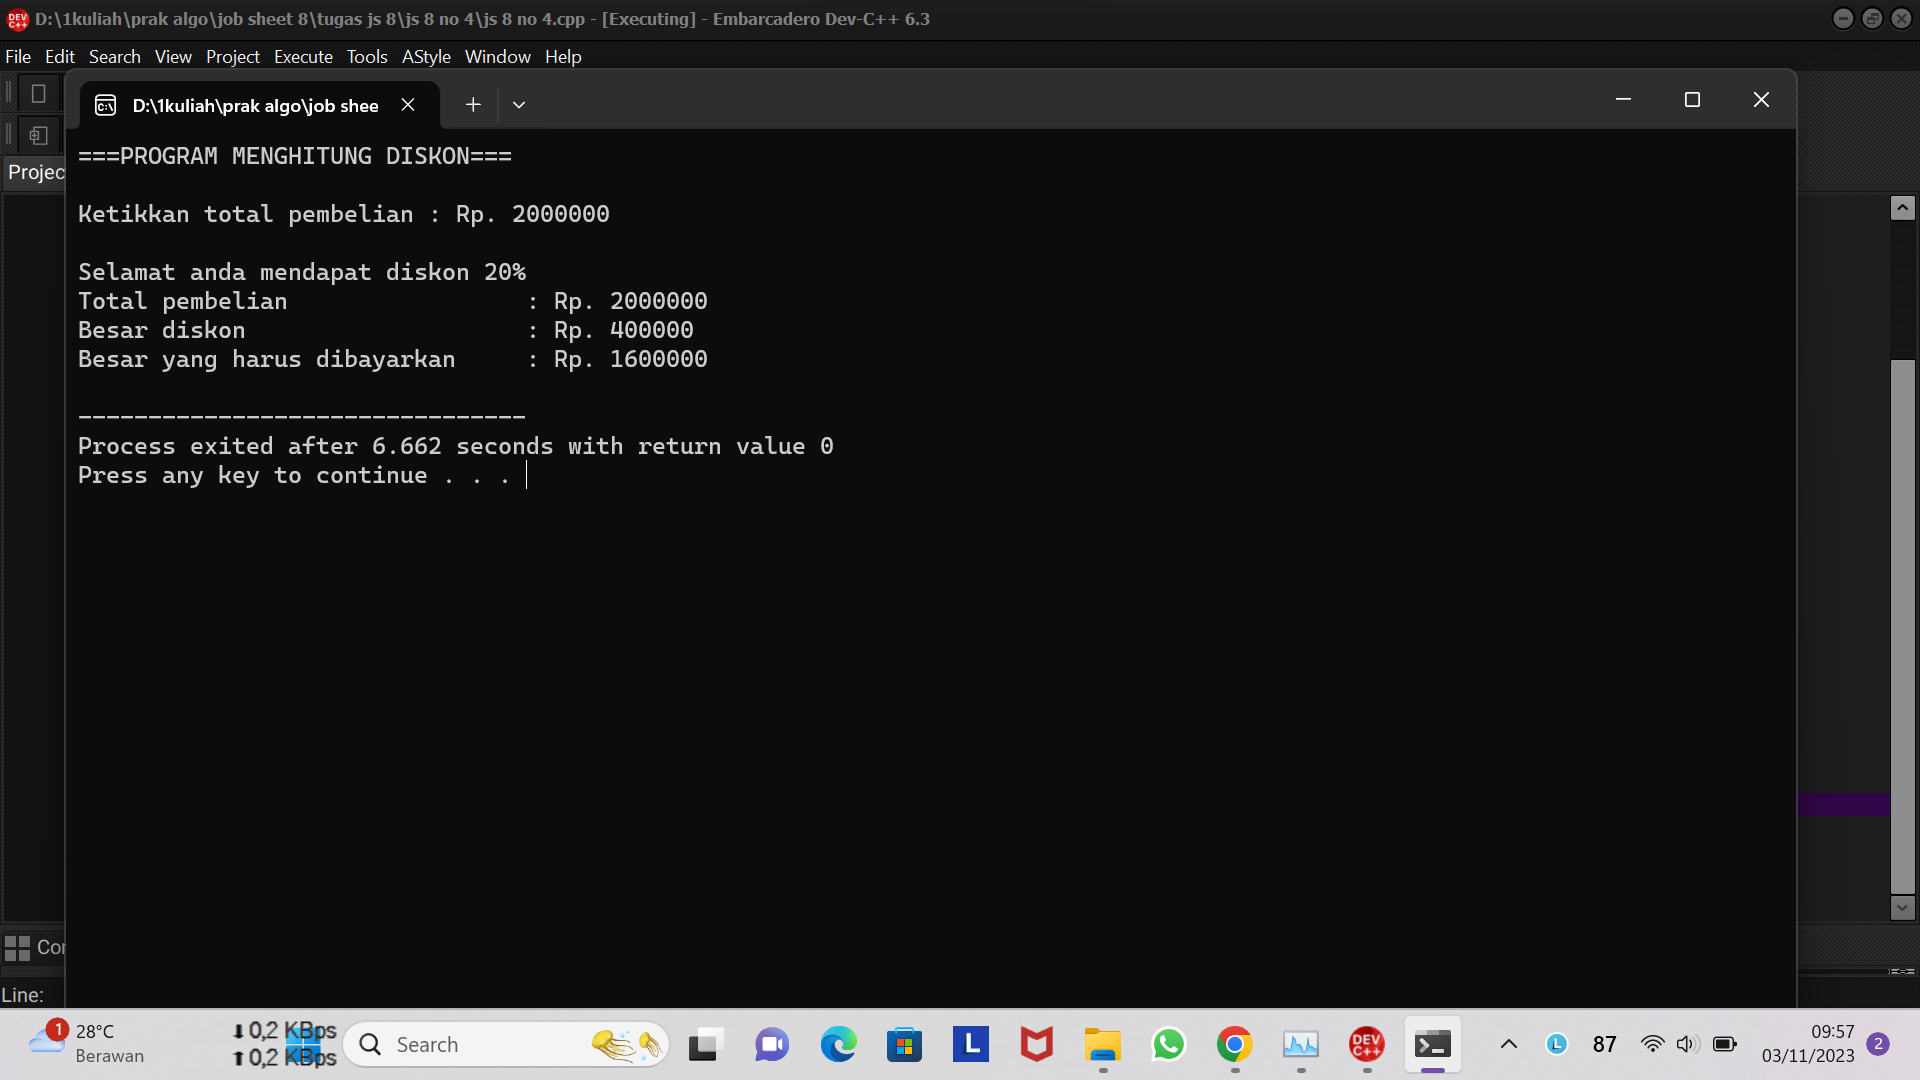 D:\1kuliah\prak algo\job sheet 8\tugas js 8\js 8 no 4\js 8 no 4.cpp - [Executing] - Embarcadero Dev-C++ 6.3
File Edit Search View Project Execute Tools AStyle Window Help
D:\1kuliah\prak algo\job shee
Projec
===PROGRAM MENGHITUNG DISKON===
Ketikkan total pembelian : Rp. 2000000
Selamat anda mendapat diskon 20%
Total pembelian : Rp. 2000000
Besar diskon : Rp. 400000
Besar yang harus dibayarkan : Rp. 1600000
--------------------------------
Process exited after 6.662 seconds with return value 0
Press any key to continue . . .
Cor
Line:
1
28°C
Berawan
0,2 KBps
0,2 KBps
Search
L
DEV C++
L
87
09:57
03/11/2023
2